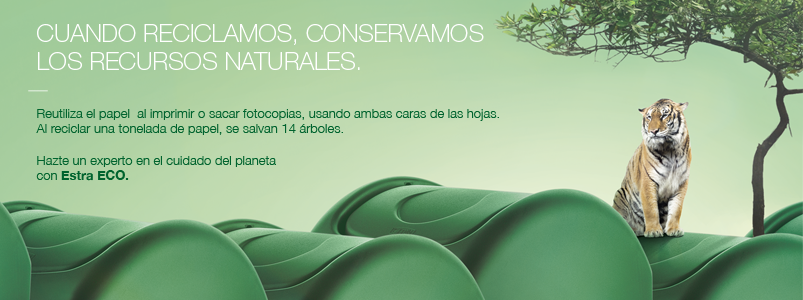 CUANDO RECICLAMOS, CONSERVAMOS
LOS RECURSOS NATURALES.
Reutiliza el papel al imprimir o sacar fotocopias, usando ambas caras de las hojas.
Al reciclar una tonelada de papel, se salvan 14 árboles.
Hazte un experto en el cuidado del planeta
con Estra ECO.